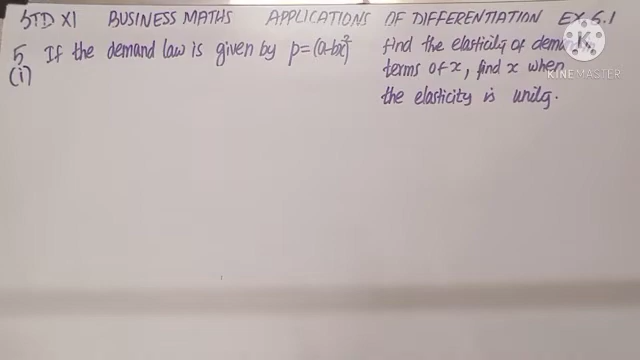 STD XI BUSINESS MATHS APPLICATIONS OF DIFFERENTIATION EX 6.1
5 If the demand law is given by p=(a-bx)² find the elasticity of demand
(i) terms of x, find x when
the elasticity is unity.
KINEMASTER